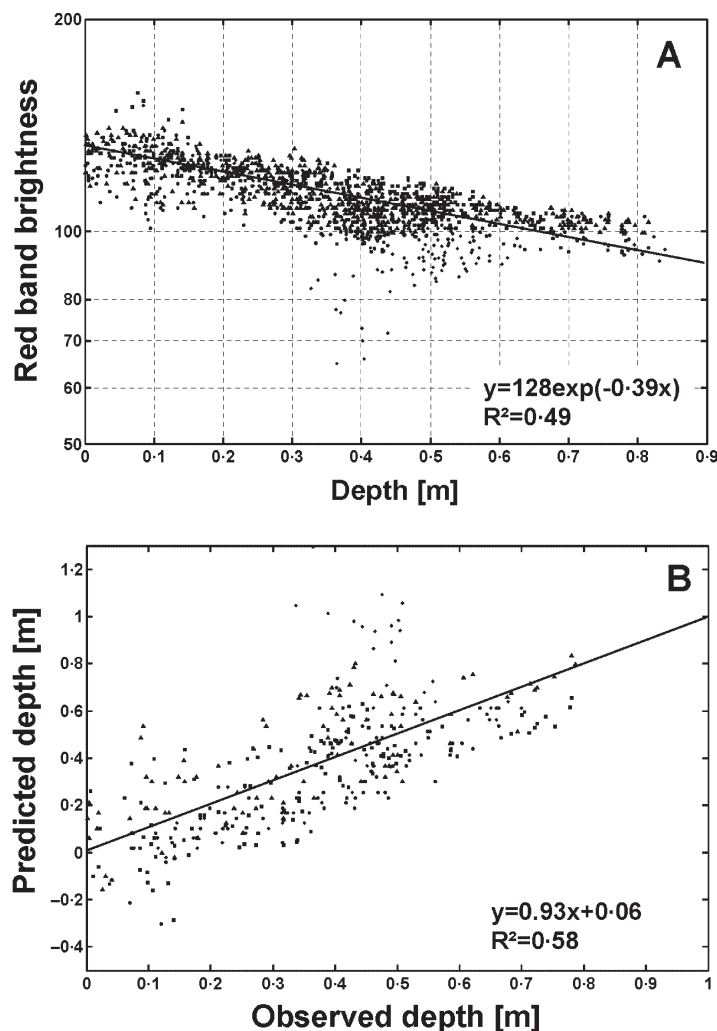 A
200
100
80
70
60
50
Red band brightness
y=128exp(-0·39x)
R²=0·49
0 0·1 0·2 0·3 0·4 0·5 0·6 0·7 0·8 0·9
Depth [m]
B
1·2
1
0·8
0·6
0·4
0·2
0
–0·2
–0·4
Predicted depth [m]
y=0.93x+0·06
R²=0·58
0 0·1 0·2 0·3 0·4 0·5 0·6 0·7 0·8 0·9 1
Observed depth [m]